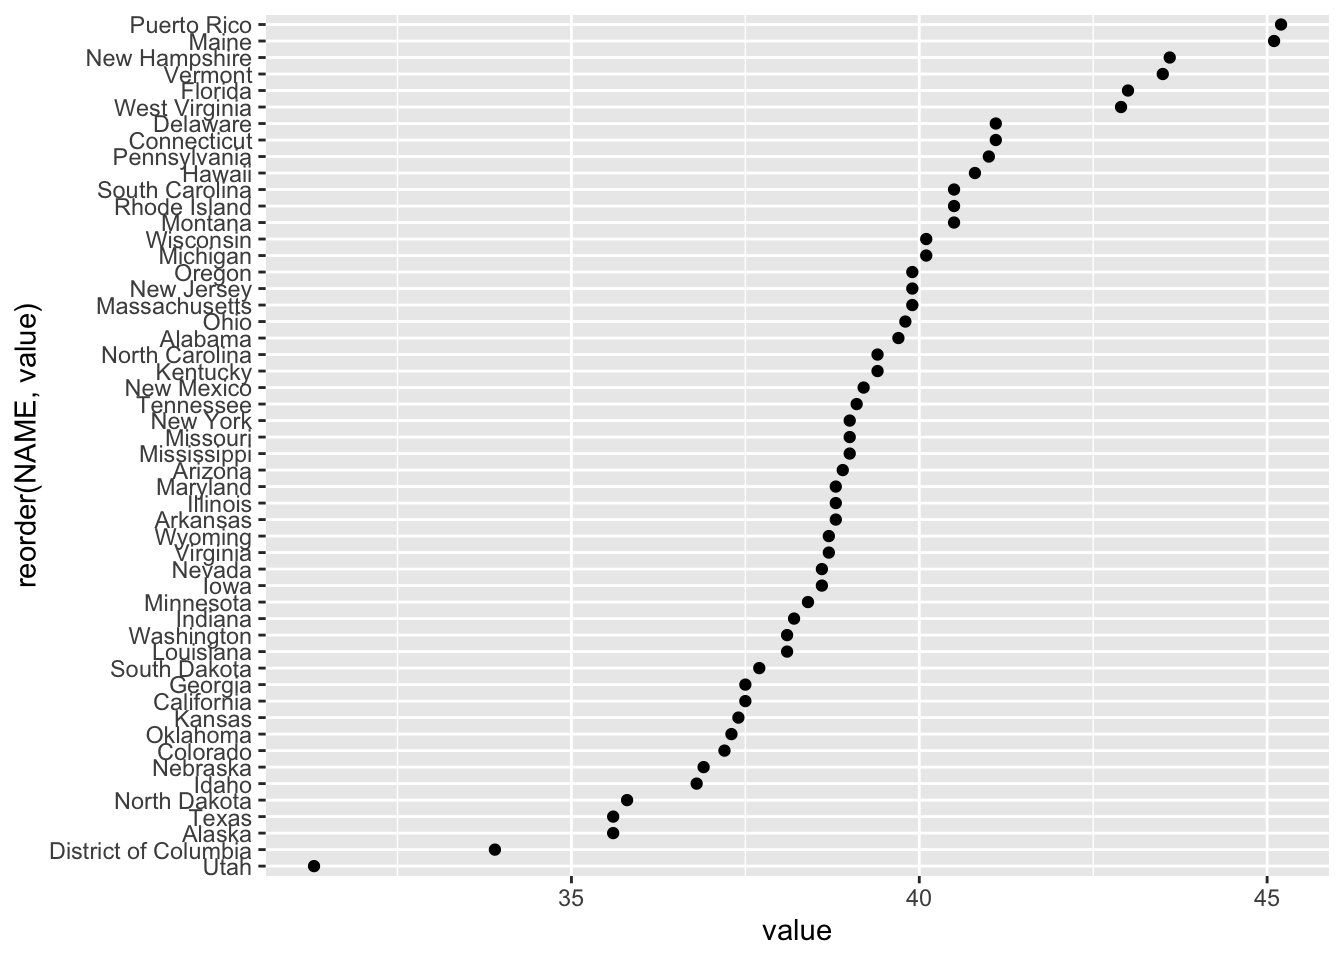 Puerto Rico
Maine
New Hampshire
Vermont
Florida
West Virginia
Delaware
Connecticut
Pennsylvania
Hawaii
South Carolina
Rhode Island
Montana
Wisconsin
Michigan
Oregon
New Jersey
Massachusetts
Ohio
Alabama
North Carolina
Kentucky
New Mexico
Tennessee
New York
Missouri
Mississippi
Arizona
Maryland
Illinois
Arkansas
Wyoming
Virginia
Nevada
Iowa
Minnesota
Indiana
Washington
Louisiana
South Dakota
Georgia
California
Kansas
Oklahoma
Colorado
Nebraska
Idaho
North Dakota
Texas
Alaska
District of Columbia
Utah
reorder(NAME, value)
35 40 45
value